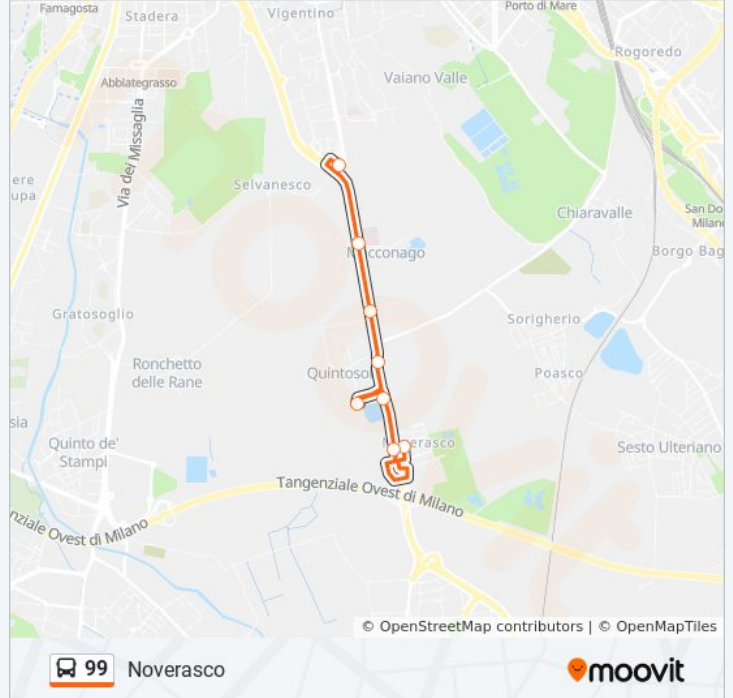 Famagosta
Stadera
Vigentino
Porto di Mare
Rogoredo
Abbiategrasso
Vaiano Valle
Via dei Missaglia
ere
upa
Selvanesco
Chiaravalle
San Do
Milane
Macconago
Borgo Bag
Gratosoglio
Sorigherio
Ronchetto
delle Rane
Quintoso
Poasco
sia
Quinto de'
Stampi
Noverasco
Sesto Ulteriano
Tangenziale Ovest di Milano
nziale Ovest di Milano
© OpenStreetMap contributors | © OpenMapTiles
99 Noverasco
moovit